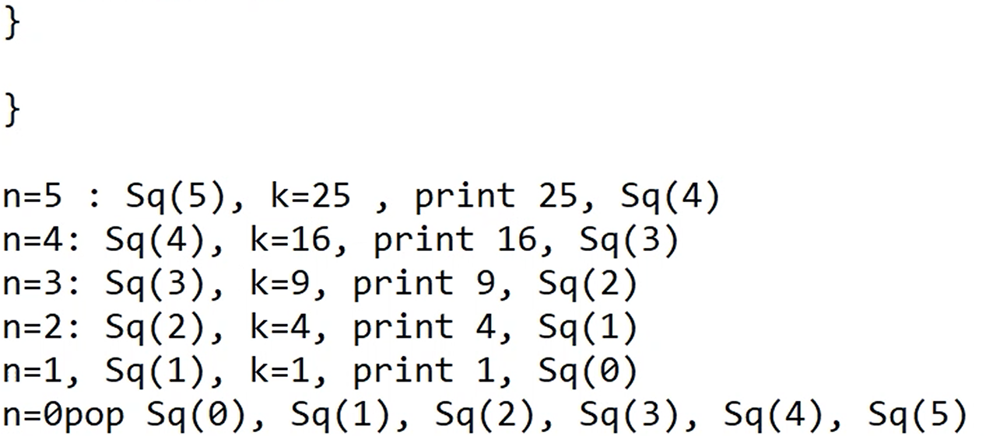 }
}
n=5 : Sq(5), k=25 , print 25, Sq(4)
n=4: Sq(4), k=16, print 16, Sq(3)
n=3: Sq(3), k=9, print 9, Sq(2)
n=2: Sq(2), k=4, print 4, Sq(1)
n=1, Sq(1), k=1, print 1, Sq(0)
n=0pop Sq(0), Sq(1), Sq(2), Sq(3), Sq(4), Sq(5)